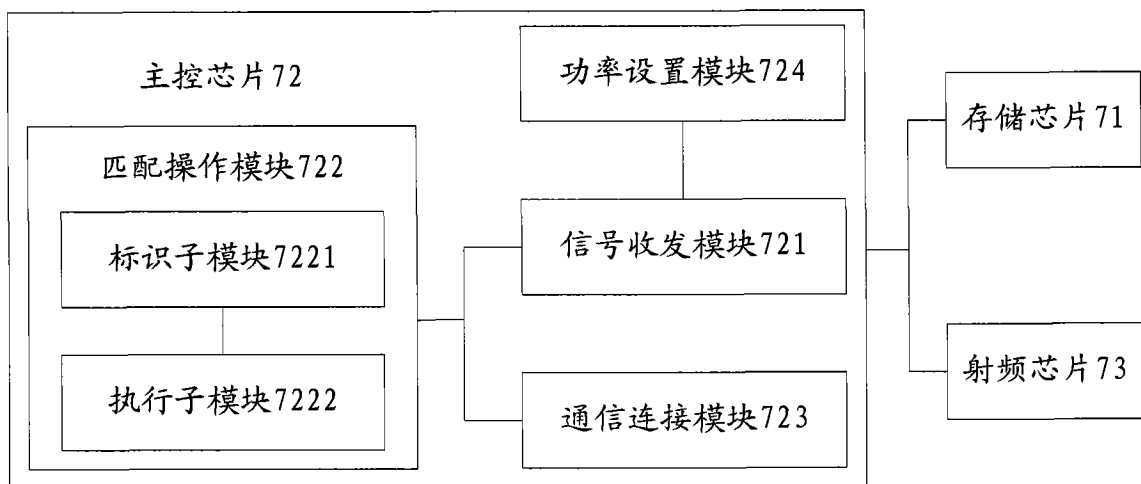 主控芯片72
匹配操作模块722
标识子模块7221
执行子模块7222
功率设置模块724
信号收发模块721
通信连接模块723
存储芯片71
射频芯片73